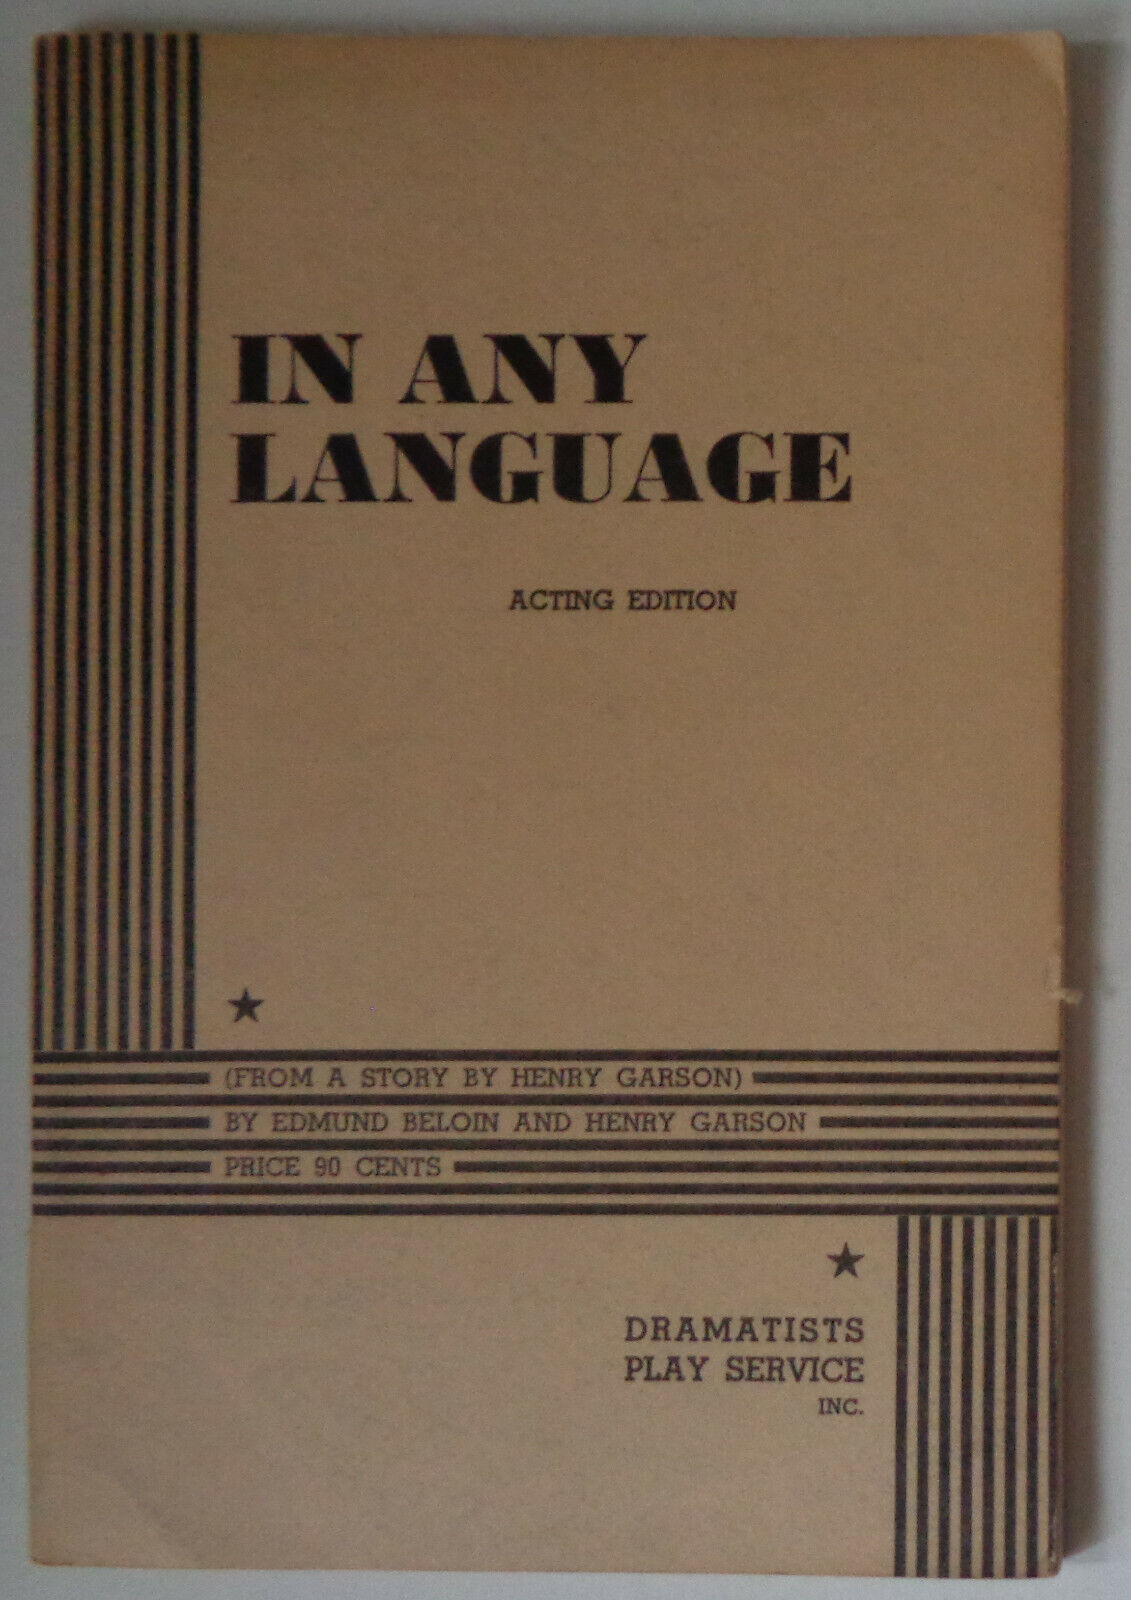 IN ANY
LANGUAGE
ACTING EDITION
(FROM A STORY BY HENRY GARSON)
BY EDMUND BELOIN AND HENRY GARSON
PRICE 90 CENTS
DRAMATISTS
PLAY SERVICE
INC.